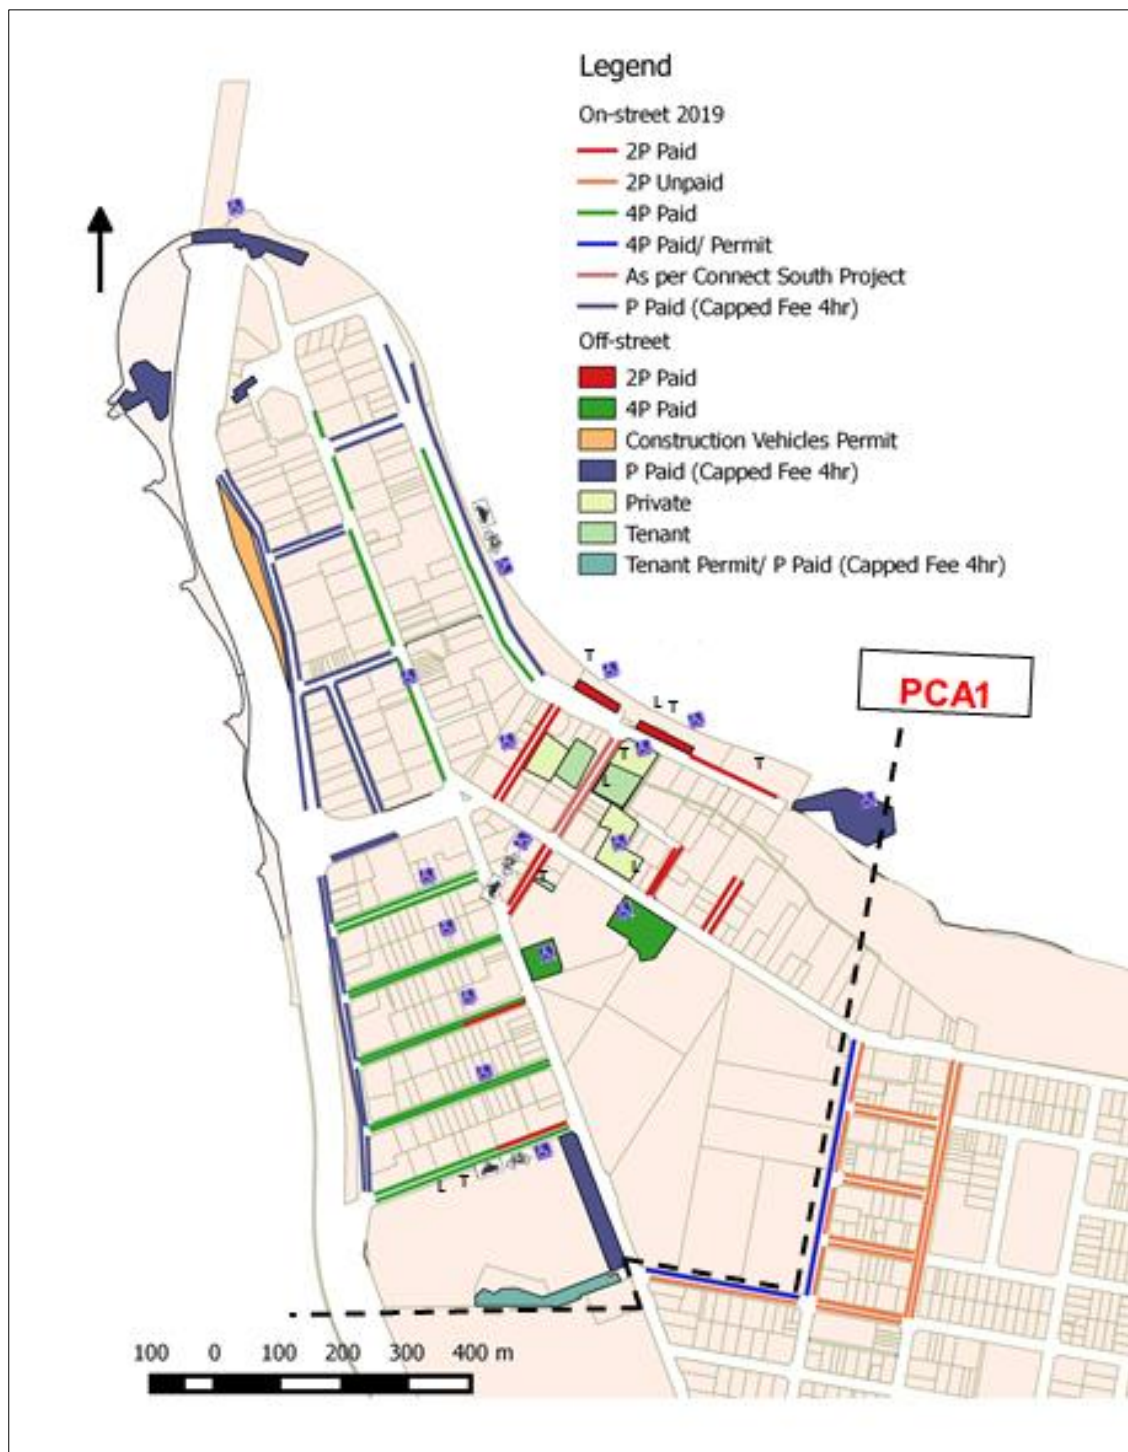 Legend
On-street 2019
2P Paid
2P Unpaid
4P Paid
4P Paid/ Permit
As per Connect South Project
P Paid (Capped Fee 4hr)
Off-street
2P Paid
4P Paid
Construction Vehicles Permit
P Paid (Capped Fee 4hr)
Private
Tenant
Tenant Permit/ P Paid (Capped Fee 4hr)
T
L T
PCA1
T
T
L
L
T
L T
100 0 100 200 300 400 m